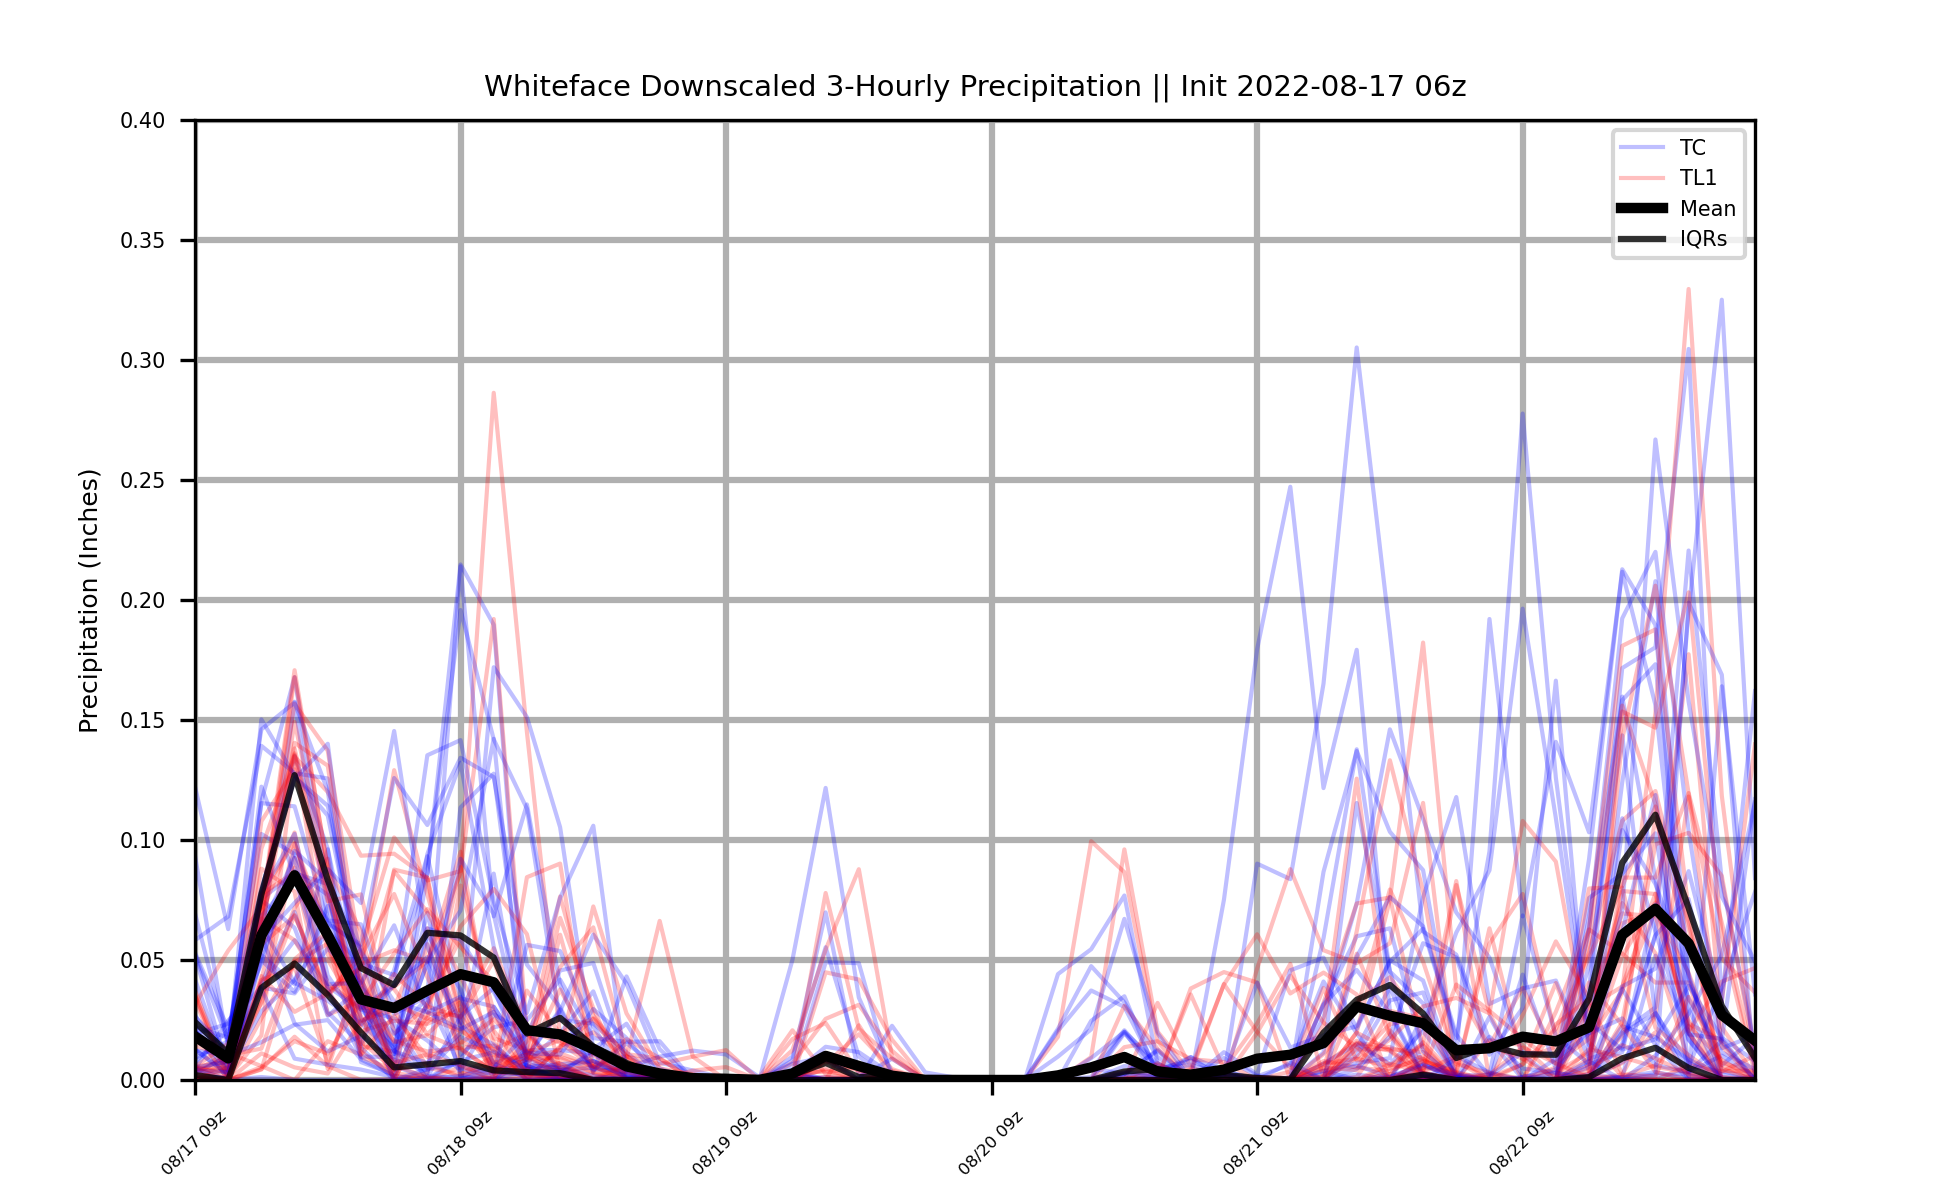 Whiteface Downscaled 3-Hourly Precipitation || Init 2022-08-17 06z
TC
TL1
Mean
IQRs
Precipitation (Inches)
0.40
0.35
0.30
0.25
0.20
0.15
0.10
0.05
0.00
08/17 09z
08/18 09z
08/19 09z
08/20 09z
08/21 09z
08/22 09z